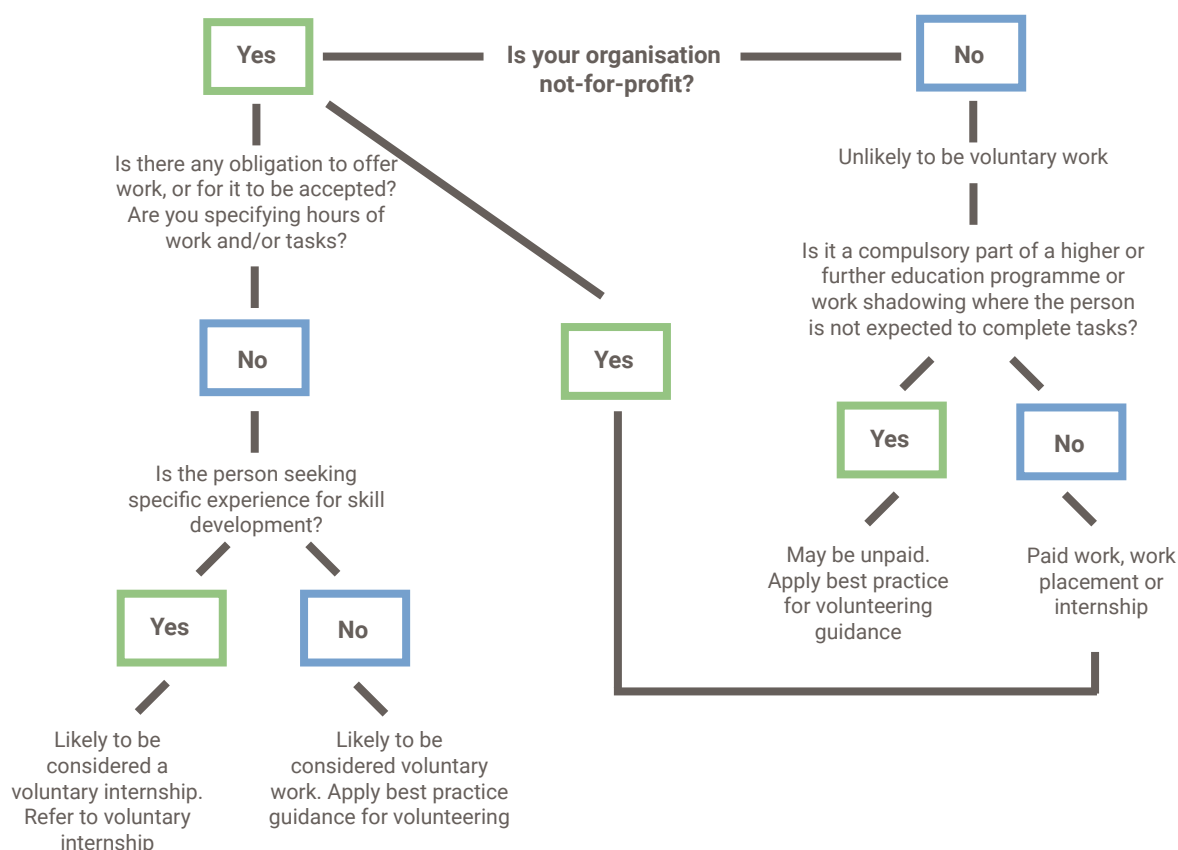 Yes
Is your organisation
not-for-profit?
No
Is there any obligation to offer
work, or for it to be accepted?
Are you specifying hours of
work and/or tasks?
Unlikely to be voluntary work
Is it a compulsory part of a higher or
further education programme or
work shadowing where the person
is not expected to complete tasks?
No
Yes
Yes
No
Is the person seeking
specific experience for skill
development?
May be unpaid.
Apply best practice
for volunteering
guidance
Paid work, work
placement or
internship
Yes
No
Likely to be
considered a
voluntary internship.
Refer to voluntary
internship
Likely to be
considered voluntary
work. Apply best practice
guidance for volunteering